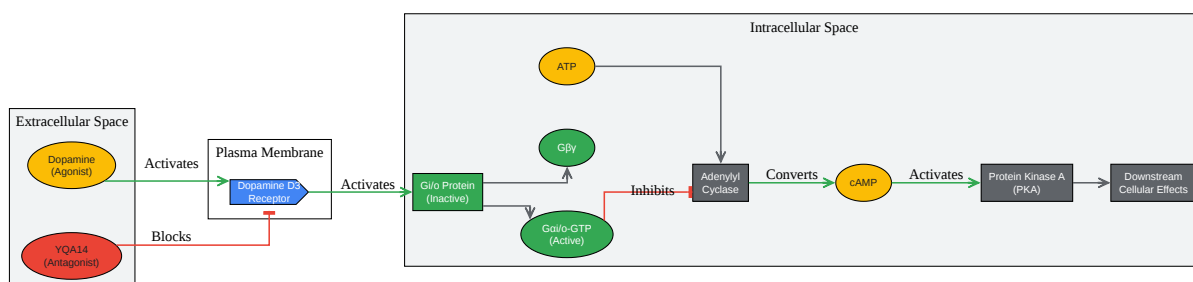 Intracellular Space
ATP
Extracellular Space
Dopamine
(Agonist)
Activates
Plasma Membrane
Dopamine D3
Receptor
Activates
Gi/o Protein
(Inactive)
Gβγ
Gαi/o-GTP
(Active)
Inhibits
Adenylyl
Cyclase
Converts
cAMP
Activates
Protein Kinase A
(PKA)
Downstream
Cellular Effects
YQA14
(Antagonist)
Blocks